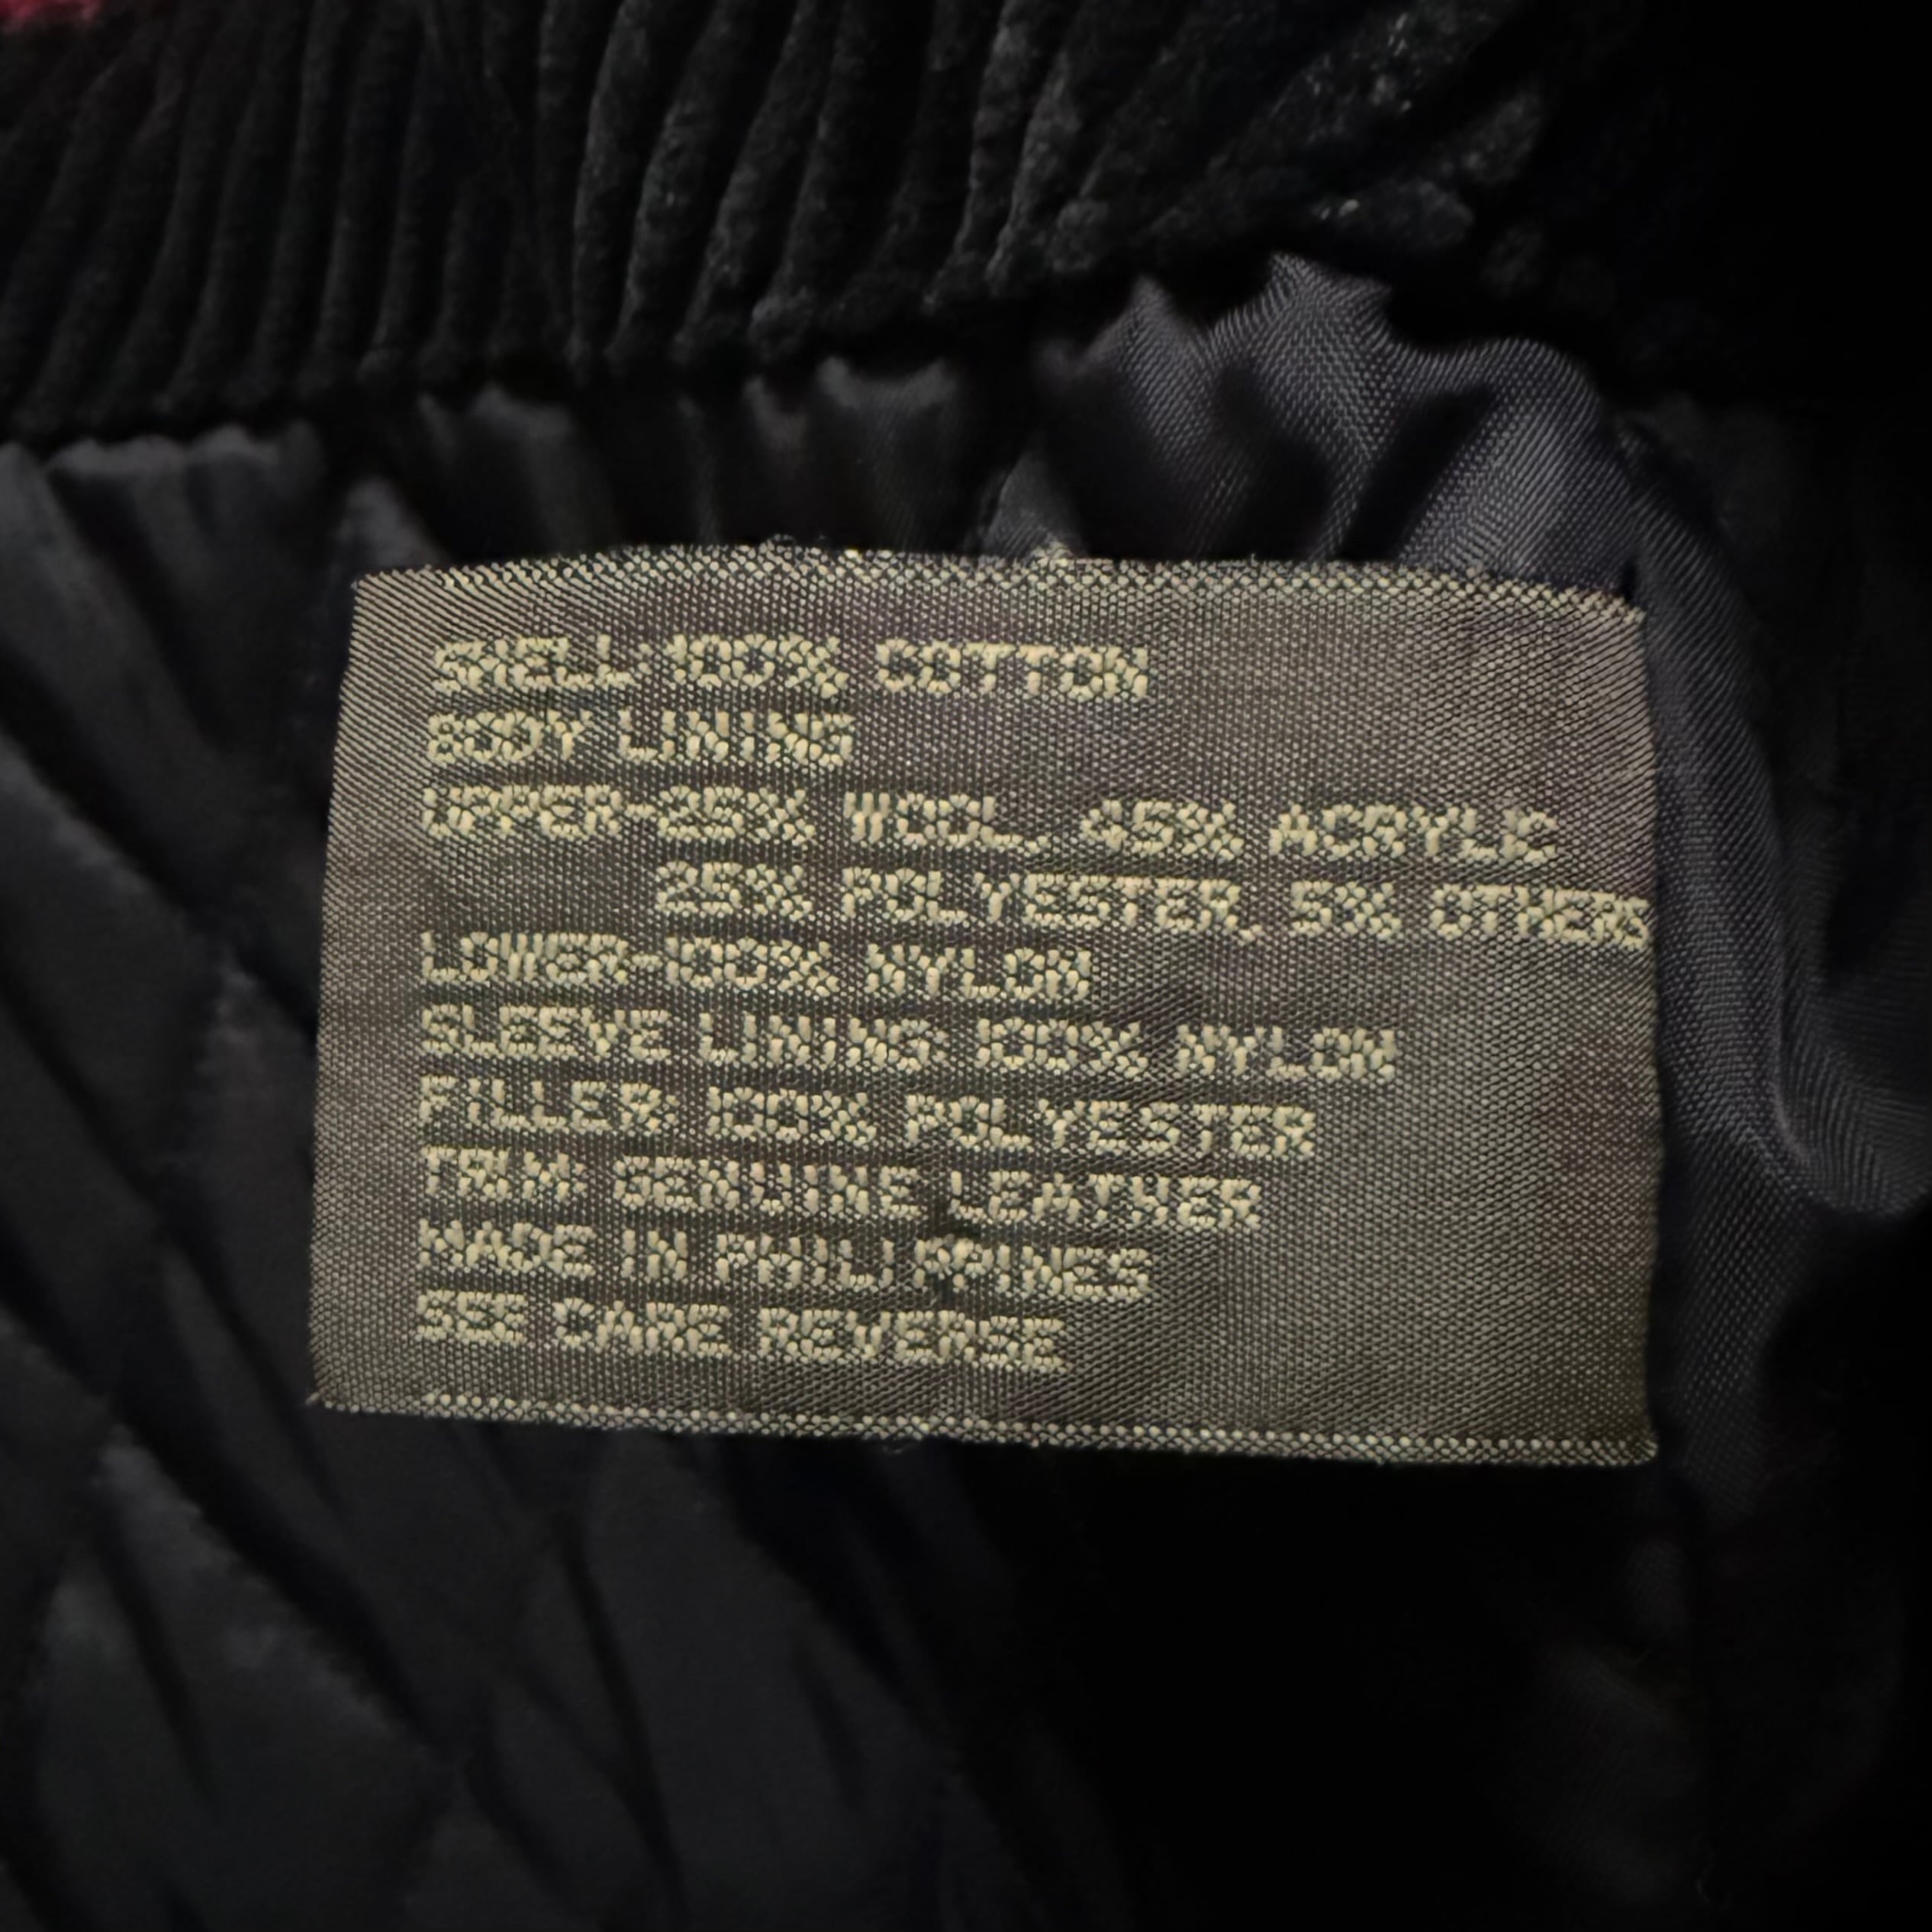 SHELL:100% COTTON
BODY LINING
UPPER-25% WOOL, 45% ACRYLIC
25% POLYESTER, 5% OTHERS
LOWER-100% NYLON
SLEEVE LINING: 100% NYLON
FILLER: 100% POLYESTER
TRIM: GENUINE LEATHER
MADE IN PHILIPPINES
SEE CARE REVERSE